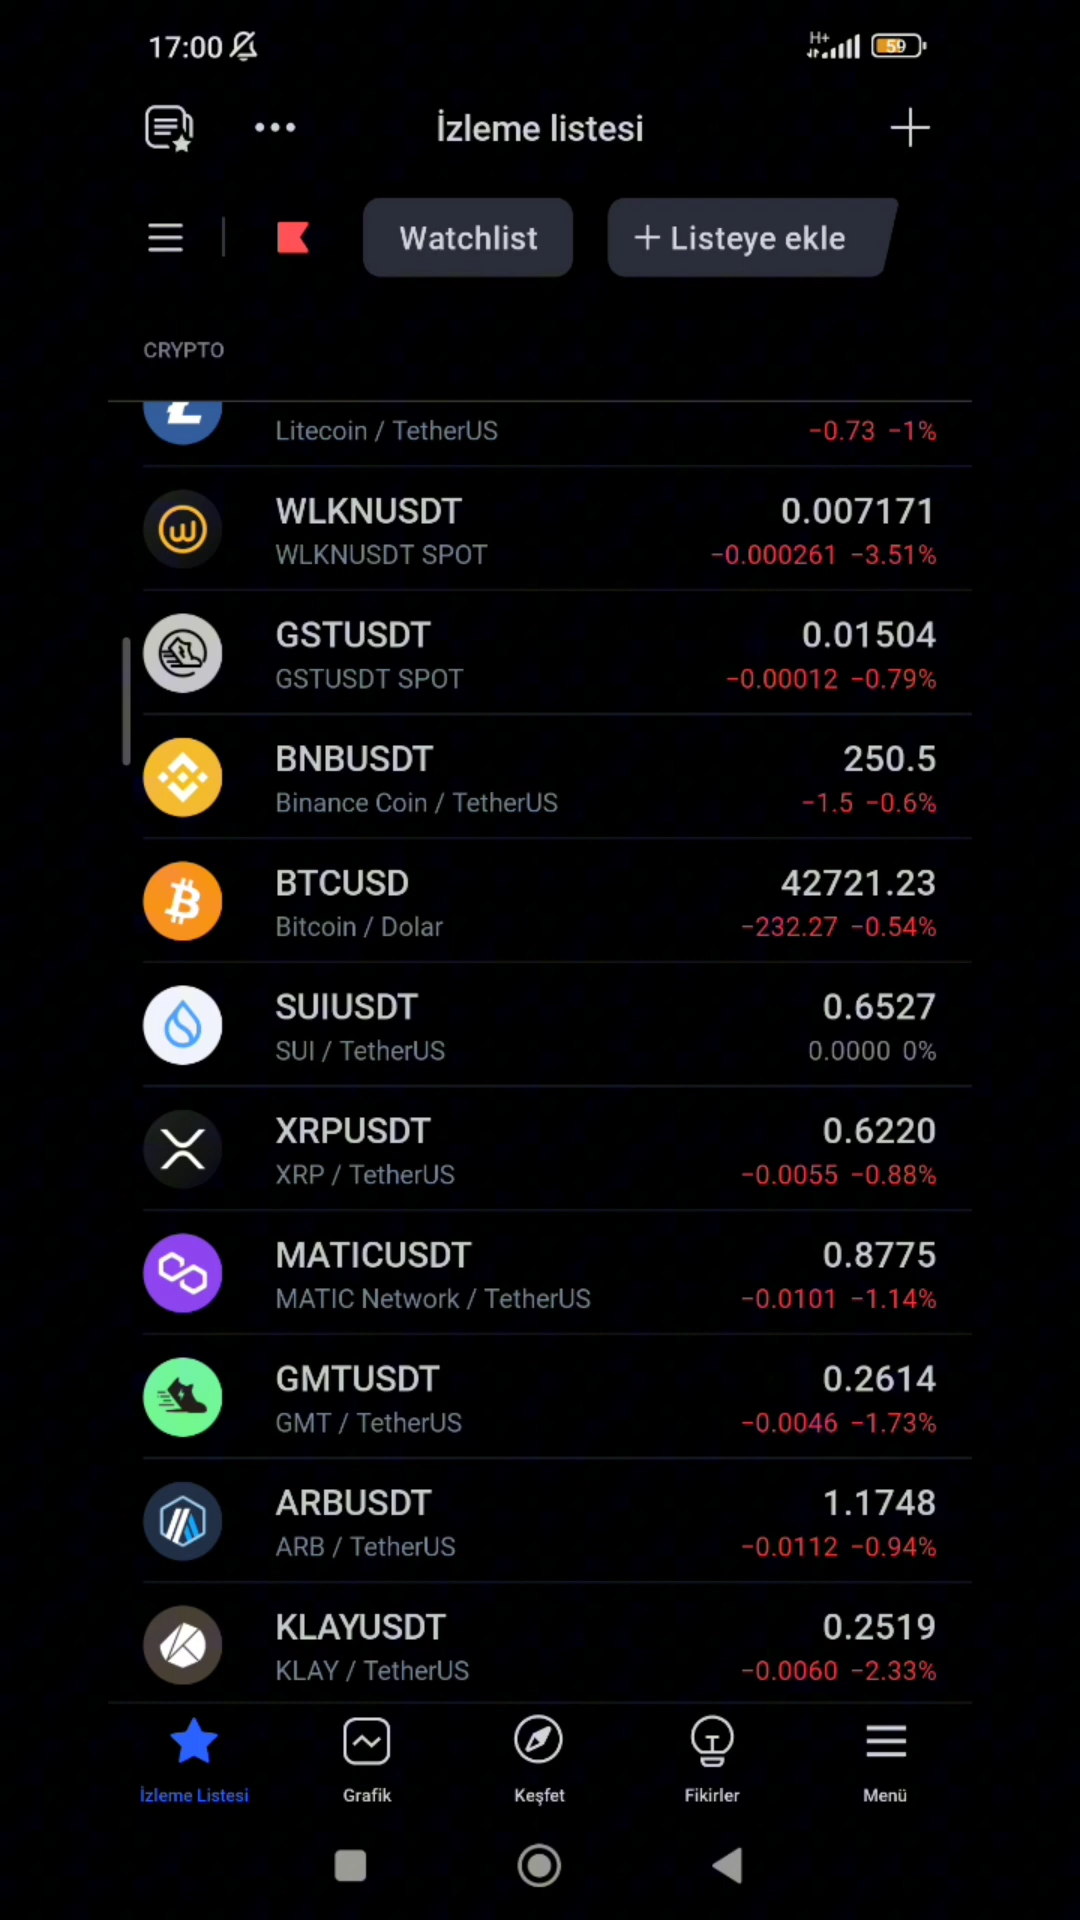 17:00 H+ 59
İzleme listesi
Watchlist + Listeye ekle
CRYPTO
Litecoin / TetherUS −0.73 −1%
WLKNUSDT 0.007171
WLKNUSDT SPOT −0.000261 −3.51%
GSTUSDT 0.01504
GSTUSDT SPOT −0.00012 −0.79%
BNBUSDT 250.5
Binance Coin / TetherUS −1.5 −0.6%
BTCUSD 42721.23
Bitcoin / Dolar −232.27 −0.54%
SUIUSDT 0.6527
SUI / TetherUS 0.0000 0%
XRPUSDT 0.6220
XRP / TetherUS −0.0055 −0.88%
MATICUSDT 0.8775
MATIC Network / TetherUS −0.0101 −1.14%
GMTUSDT 0.2614
GMT / TetherUS −0.0046 −1.73%
ARBUSDT 1.1748
ARB / TetherUS −0.0112 −0.94%
KLAYUSDT 0.2519
KLAY / TetherUS −0.0060 −2.33%
İzleme Listesi Grafik Keşfet Fikirler Menü